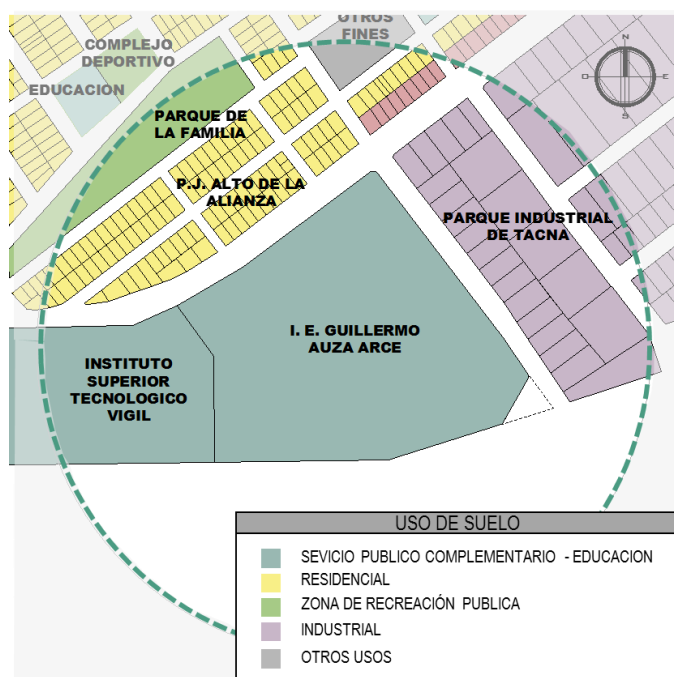 OTROS
FINES
COMPLEJO
DEPORTIVO
EDUCACION
N
O
E
S
PARQUE DE
LA FAMILIA
P.J. ALTO DE LA
ALIANZA
PARQUE INDUSTRIAL
DE TACNA
I. E. GUILLERMO
AUZA ARCE
INSTITUTO
SUPERIOR
TECNOLOGICO
VIGIL
USO DE SUELO
SEVICIO PUBLICO COMPLEMENTARIO - EDUCACION
RESIDENCIAL
ZONA DE RECREACIÓN PUBLICA
INDUSTRIAL
OTROS USOS